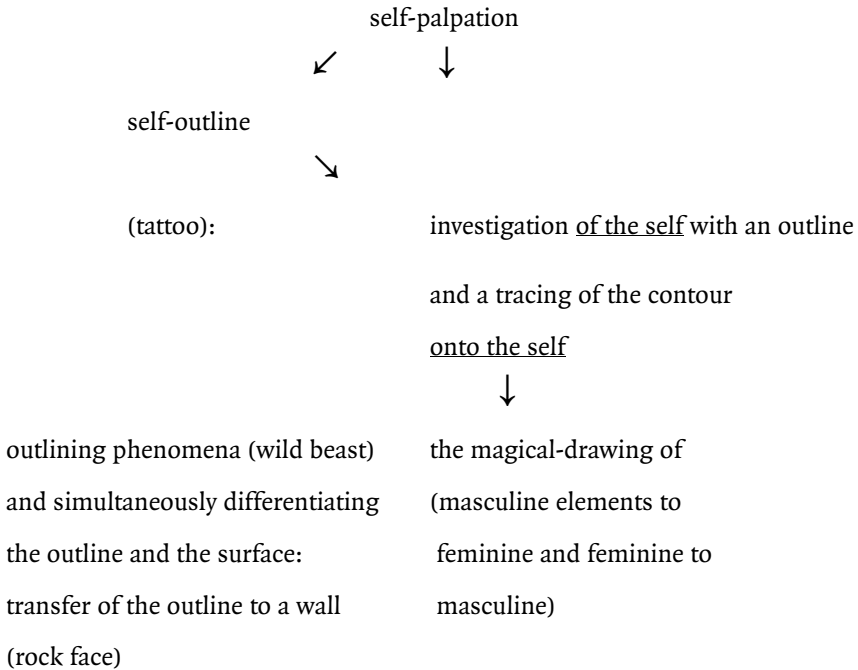 self-palpation
↙ ↓
self-outline
↘
(tattoo): investigation of the self with an outline
and a tracing of the contour
onto the self
↓
outlining phenomena (wild beast) the magical-drawing of
and simultaneously differentiating (masculine elements to
the outline and the surface: feminine and feminine to
transfer of the outline to a wall masculine)
(rock face)